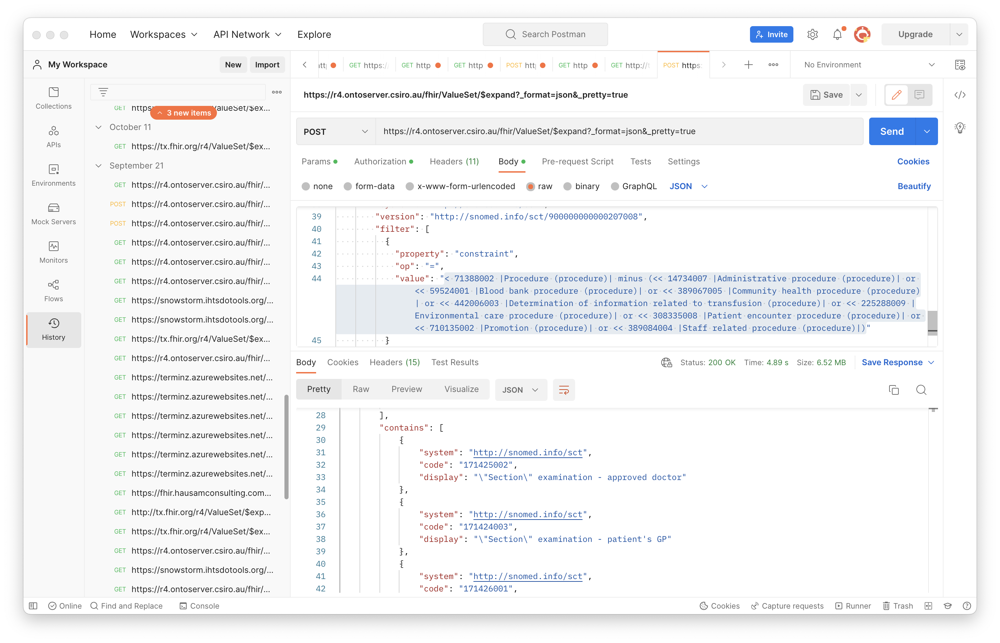 Home Workspaces API Network Explore Search Postman Invite Upgrade
My Workspace New Import
GET https:/ GET http GET http POST GET http GET http:// POST https: No Environment
Collections
APIs
Environments
Mock Servers
Monitors
Flows
History
3 new items
GET
October 11
GET https://tx.fhir.org/r4/ValueSet/$ex...
September 21
GET https://r4.ontoserver.csiro.au/fhir/...
POST https://r4.ontoserver.csiro.au/fhir/...
POST https://r4.ontoserver.csiro.au/fhir/...
GET https://r4.ontoserver.csiro.au/fhir/...
GET https://r4.ontoserver.csiro.au/fhir/...
GET https://r4.ontoserver.csiro.au/fhir/...
GET https://snowstorm.ihtsdotools.org/...
GET https://snowstorm.ihtsdotools.org/...
GET https://tx.fhir.org/r4/ValueSet/$ex...
GET https://r4.ontoserver.csiro.au/fhir/...
GET https://terminz.azurewebsites.net/...
GET https://terminz.azurewebsites.net/...
GET https://terminz.azurewebsites.net/...
GET https://terminz.azurewebsites.net/...
GET https://terminz.azurewebsites.net/...
GET https://terminz.azurewebsites.net/...
GET https://fhir.hausamconsulting.com...
GET http://tx.fhir.org/r4/ValueSet/$exp...
GET https://tx.fhir.org/r4/ValueSet/$ex...
GET https://r4.ontoserver.csiro.au/fhir/...
GET https://snowstorm.ihtsdotools.org/...
GET https://r4.ontoserver.csiro.au/fhir/...
https://r4.ontoserver.csiro.au/fhir/ValueSet/$expand?_format=json&_pretty=true Save
POST https://r4.ontoserver.csiro.au/fhir/ValueSet/$expand?_format=json&_pretty=true Send
Params Authorization Headers (11) Body Pre-request Script Tests Settings Cookies
none form-data x-www-form-urlencoded raw binary GraphQL JSON Beautify
39 "version": "http://snomed.info/sct/900000000000207008",
40 "filter": [
41 {
42 "property": "constraint",
43 "op": "=",
44 "value": "< 71388002 |Procedure (procedure)| minus (<< 14734007 |Administrative procedure (procedure)| or
<< 59524001 |Blood bank procedure (procedure)| or << 389067005 |Community health procedure (procedure)
| or << 442006003 |Determination of information related to transfusion (procedure)| or << 225288009 |
Environmental care procedure (procedure)| or << 308335008 |Patient encounter procedure (procedure)| or
<< 710135002 |Promotion (procedure)| or << 389084004 |Staff related procedure (procedure)|)"
45 }
Body Cookies Headers (15) Test Results Status: 200 OK Time: 4.89 s Size: 6.52 MB Save Response
Pretty Raw Preview Visualize JSON
28 ],
29 "contains": [
30 {
31 "system": "http://snomed.info/sct",
32 "code": "171425002",
33 "display": "\"Section\" examination - approved doctor"
34 },
35 {
36 "system": "http://snomed.info/sct",
37 "code": "171424003",
38 "display": "\"Section\" examination - patient's GP"
39 },
40 {
41 "system": "http://snomed.info/sct",
42 "code": "171426001",
Online Find and Replace Console Cookies Capture requests Runner Trash